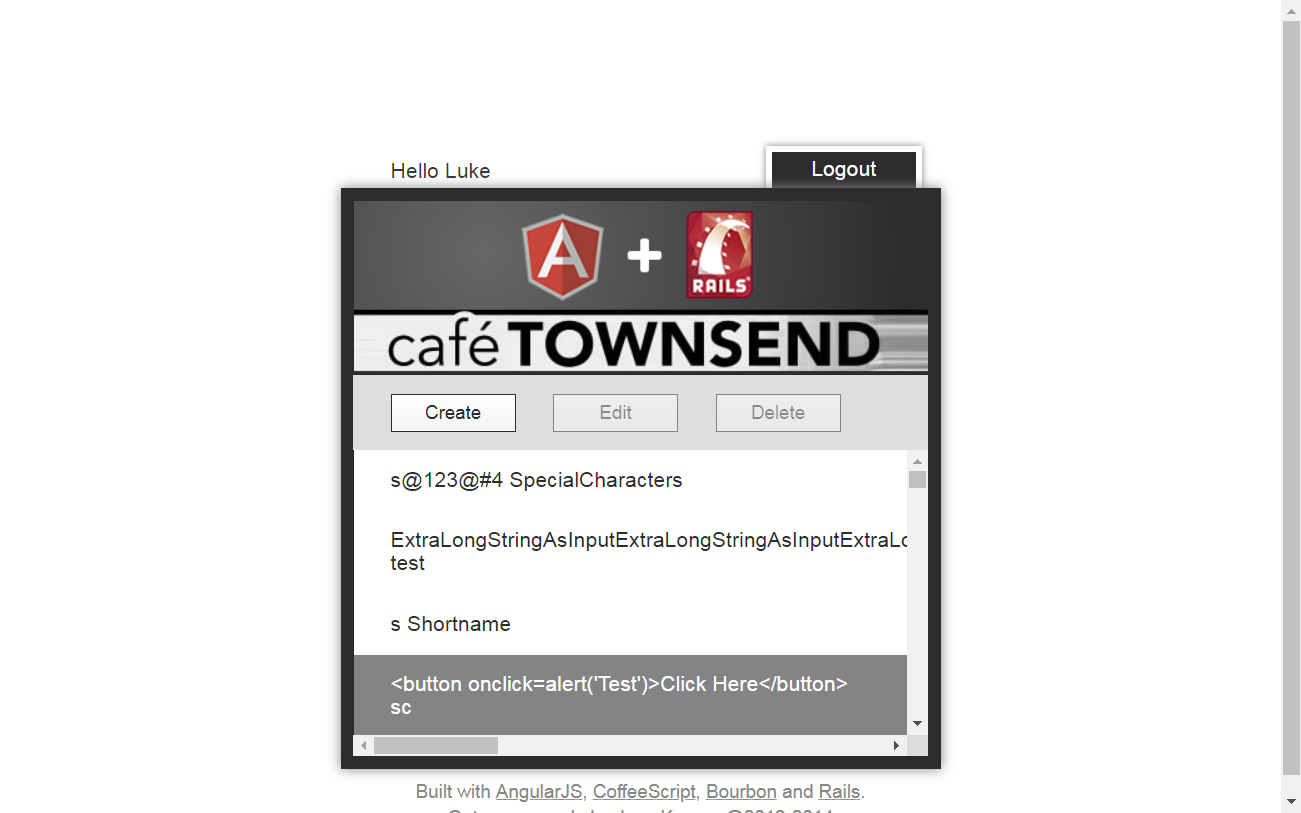 Hello Luke
Logout
A
RAILS
café TOWNSEND
Create
Edit
Delete
s@123@#4 SpecialCharacters
ExtraLongStringAsInputExtraLongStringAsInputExtraLo
test
s Shortname
<button onclick=alert('Test')>Click Here</button>
sc
Built with AngularJS, CoffeeScript, Bourbon and Rails.